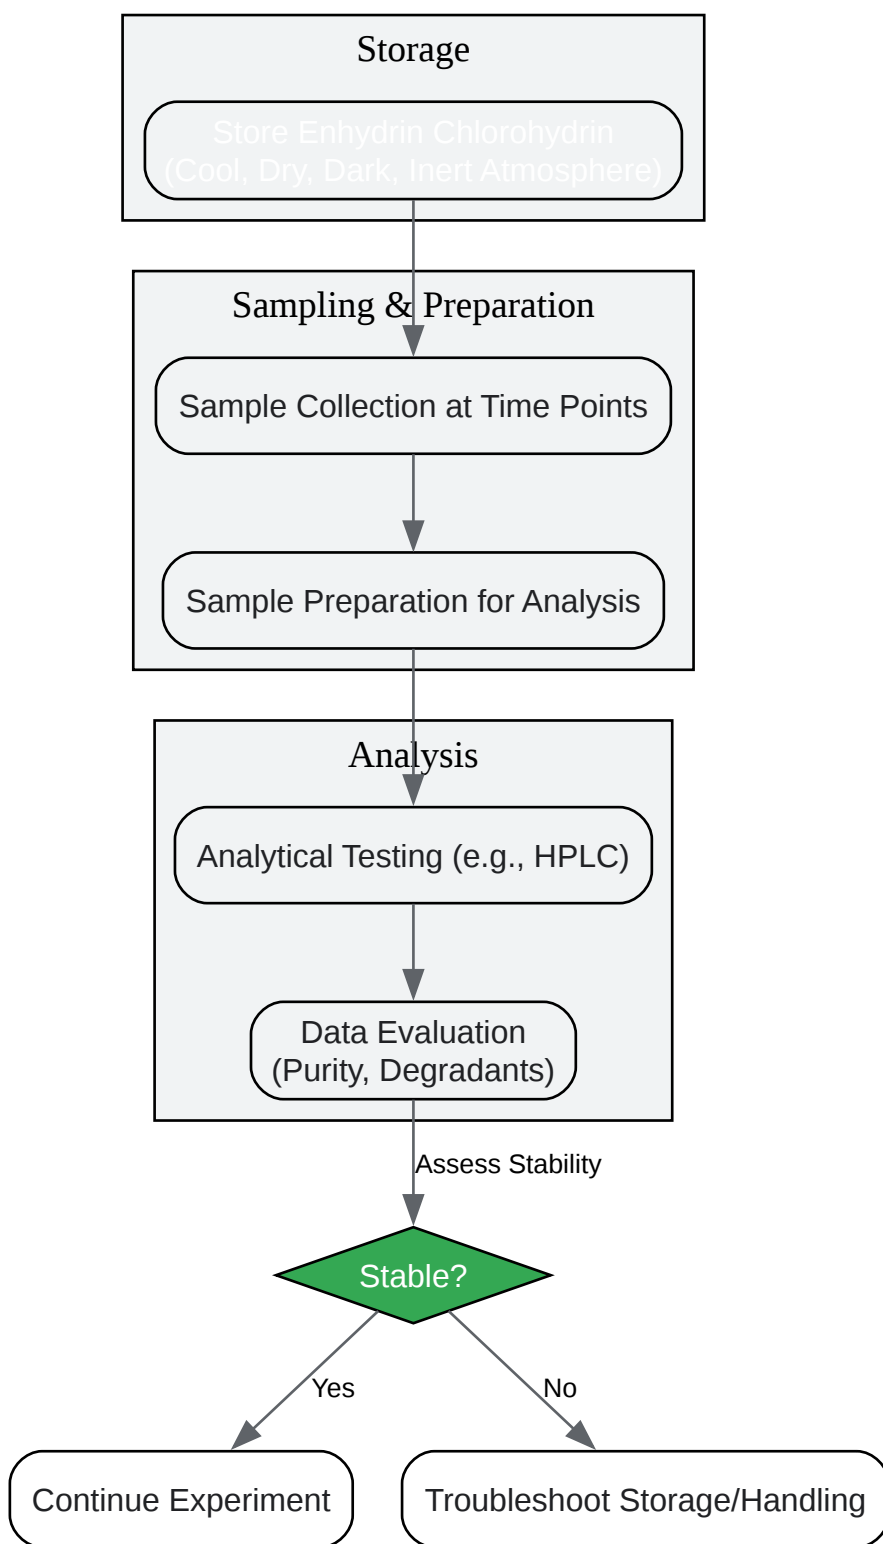 Storage
Store Enhydrin Chlorohydrin
(Cool, Dry, Dark, Inert Atmosphere)
Sampling & Preparation
Sample Collection at Time Points
Sample Preparation for Analysis
Analysis
Analytical Testing (e.g., HPLC)
Data Evaluation
(Purity, Degradants)
Assess Stability
Stable?
Yes
No
Continue Experiment
Troubleshoot Storage/Handling